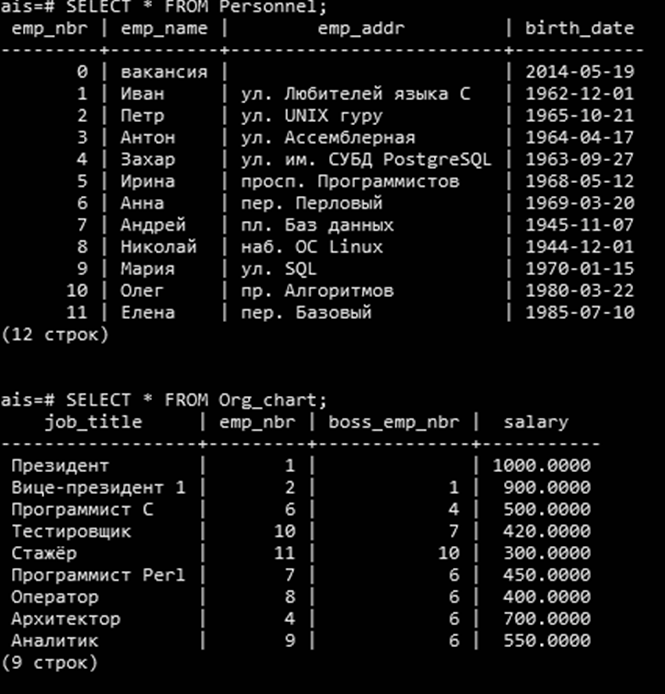 ais=# SELECT * FROM Personnel;
emp_nbr | emp_name | emp_addr | birth_date
---------+----------+--------------------------+------------
0 | вакансия | | 2014-05-19
1 | Иван | ул. Любителей языка C | 1962-12-01
2 | Петр | ул. UNIX гуру | 1965-10-21
3 | Антон | ул. Ассемблерная | 1964-04-17
4 | Захар | ул. им. СУБД PostgreSQL | 1963-09-27
5 | Ирина | просп. Программистов | 1968-05-12
6 | Анна | пер. Перловый | 1969-03-20
7 | Андрей | пл. Баз данных | 1945-11-07
8 | Николай | наб. ОС Linux | 1944-12-01
9 | Мария | ул. SQL | 1970-01-15
10 | Олег | пр. Алгоритмов | 1980-03-22
11 | Елена | пер. Базовый | 1985-07-10
(12 строк)
ais=# SELECT * FROM Org_chart;
job_title | emp_nbr | boss_emp_nbr | salary
------------------+---------+--------------+-----------
Президент | 1 | | 1000.0000
Вице-президент 1 | 2 | 1 | 900.0000
Программист C | 6 | 4 | 500.0000
Тестировщик | 10 | 7 | 420.0000
Стажёр | 11 | 10 | 300.0000
Программист Perl | 7 | 6 | 450.0000
Оператор | 8 | 6 | 400.0000
Архитектор | 4 | 6 | 700.0000
Аналитик | 9 | 6 | 550.0000
(9 строк)